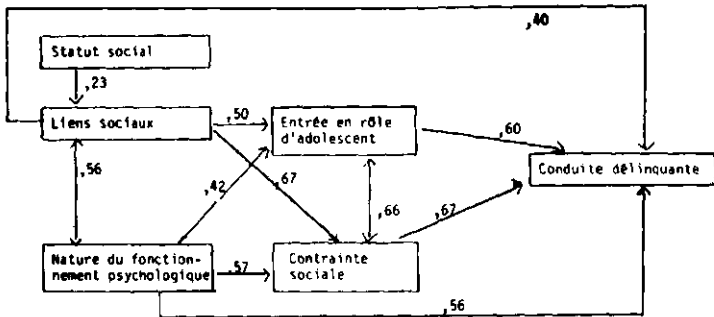 ,40
Statut social
,23
Liens sociaux
,50
Entrée en rôle
d'adolescent
,60
Conduite délinquante
,56
,42
,67
,66
,67
Nature du fonction-
nement psychologique
,57
Contrainte
sociale
,56